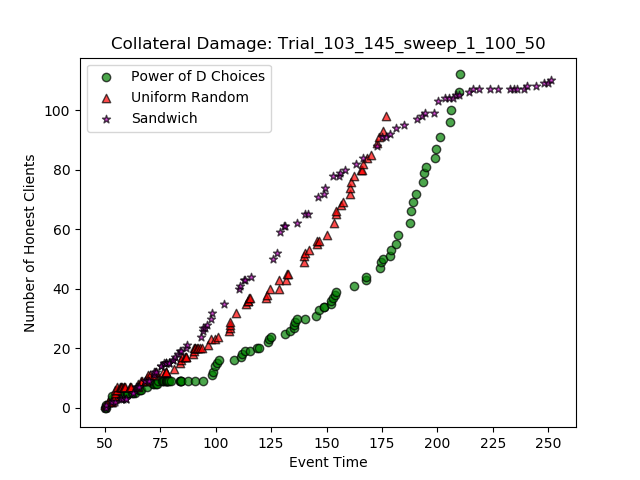 Collateral Damage: Trial_103_145_sweep_1_100_50
Power of D Choices
Uniform Random
Sandwich
Number of Honest Clients
100
80
60
40
20
0
50
75
100
125
150
175
200
225
250
Event Time